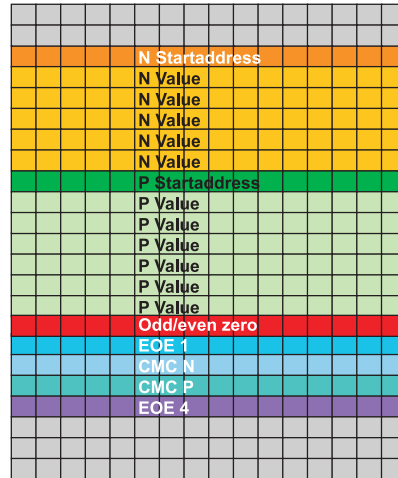 N Startaddress
N Value
N Value
N Value
N Value
N Value
P Startaddress
P Value
P Value
P Value
P Value
P Value
P Value
Odd/even zero
EOE 1
CMC N
CMC P
EOE 4